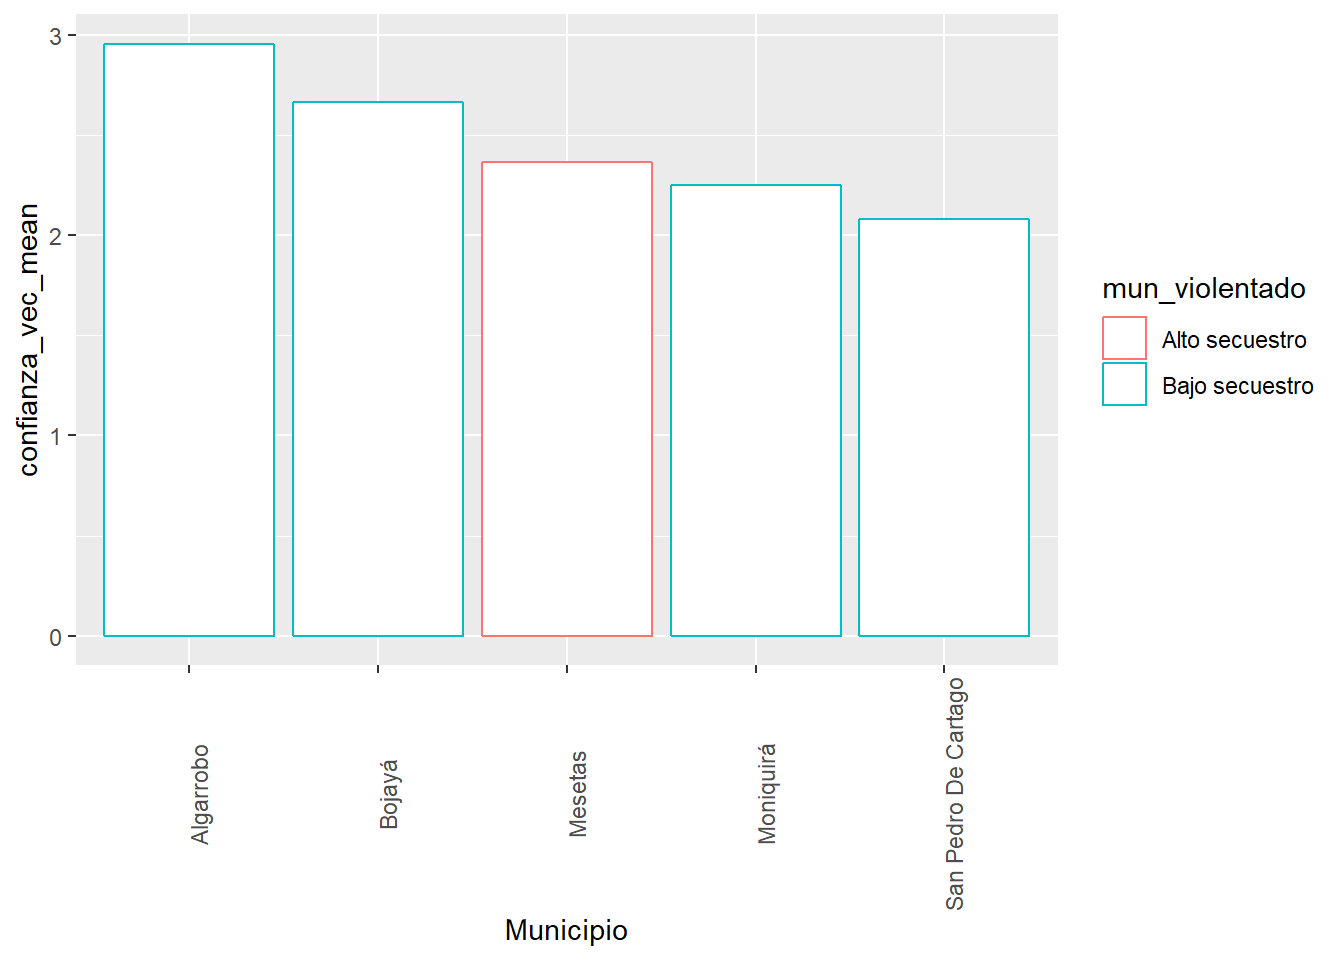 3
2
1
0
confianza_vec_mean
Algarrobo
Bojayá
Mesetas
Moniquirá
San Pedro De Cartago
Municipio
mun_violentado
Alto secuestro
Bajo secuestro